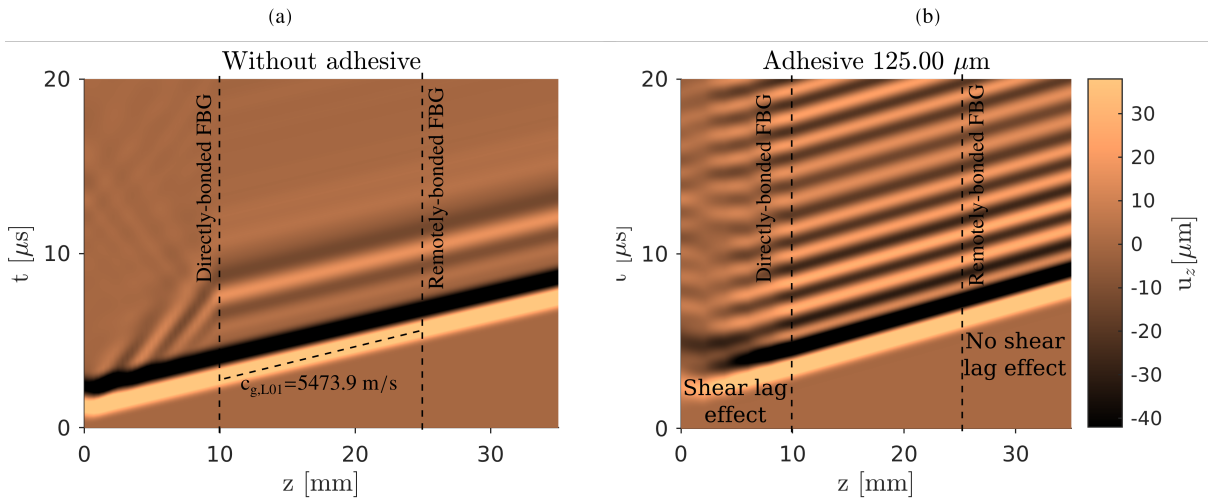 (a)
Without adhesive
20
10
0
t [μs]
Directly-bonded FBG
Remotely-bonded FBG
c_g,L01=5473.9 m/s
0
10
20
30
z [mm]
(b)
Adhesive 125.00 μm
20
10
0
[μs]
Directly-bonded FBG
Remotely-bonded FBG
Shear lag
effect
No shear
lag effect
0
10
20
30
z [mm]
30
20
10
0
-10
-20
-30
-40
u_z[μm]